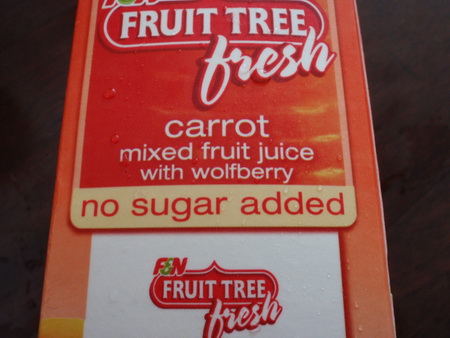 F&N
FRUIT TREE
fresh
carrot
mixed fruit juice
with wolfberry
no sugar added
F&N
FRUIT TREE
fresh